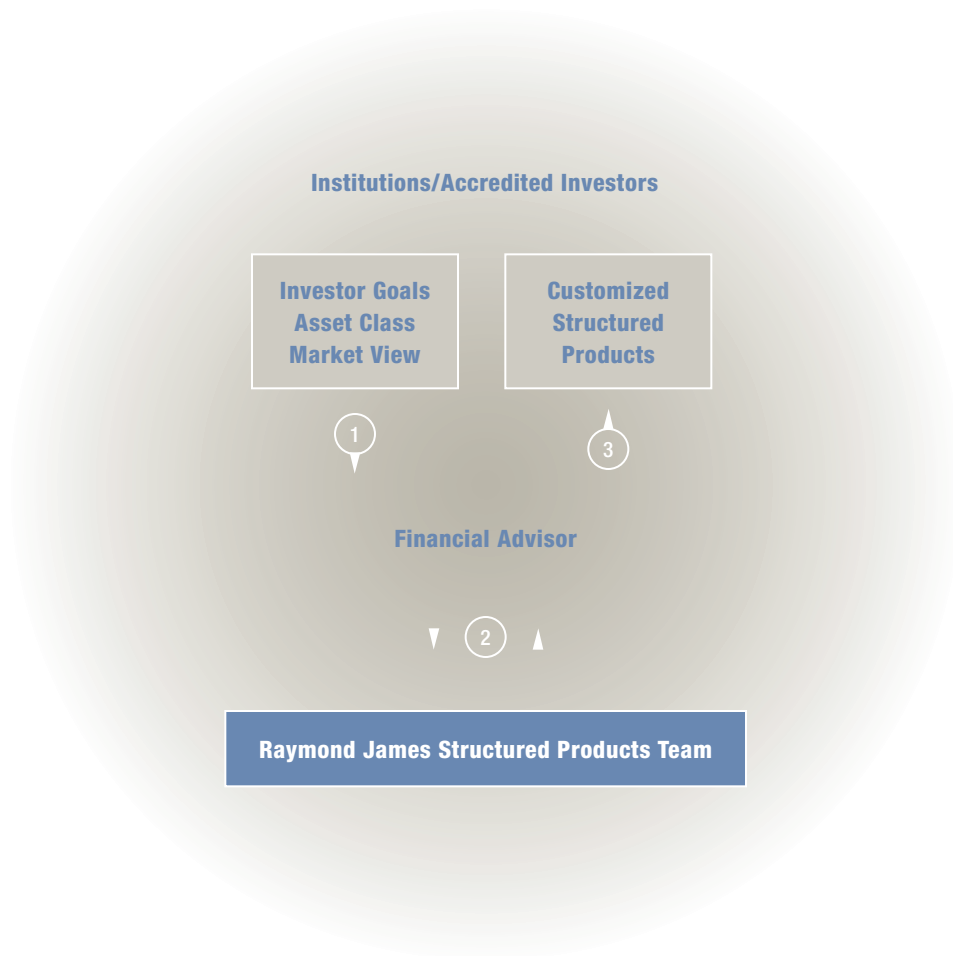 Institutions/Accredited Investors
Investor Goals
Asset Class
Market View
Customized
Structured
Products
1
3
Financial Advisor
2
Raymond James Structured Products Team